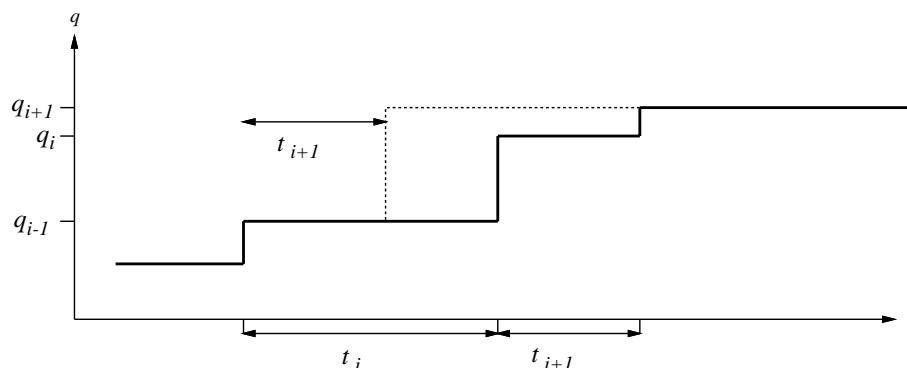 q
q_{i+1}
q_i
t_{i+1}
q_{i-1}
t_i
t_{i+1}